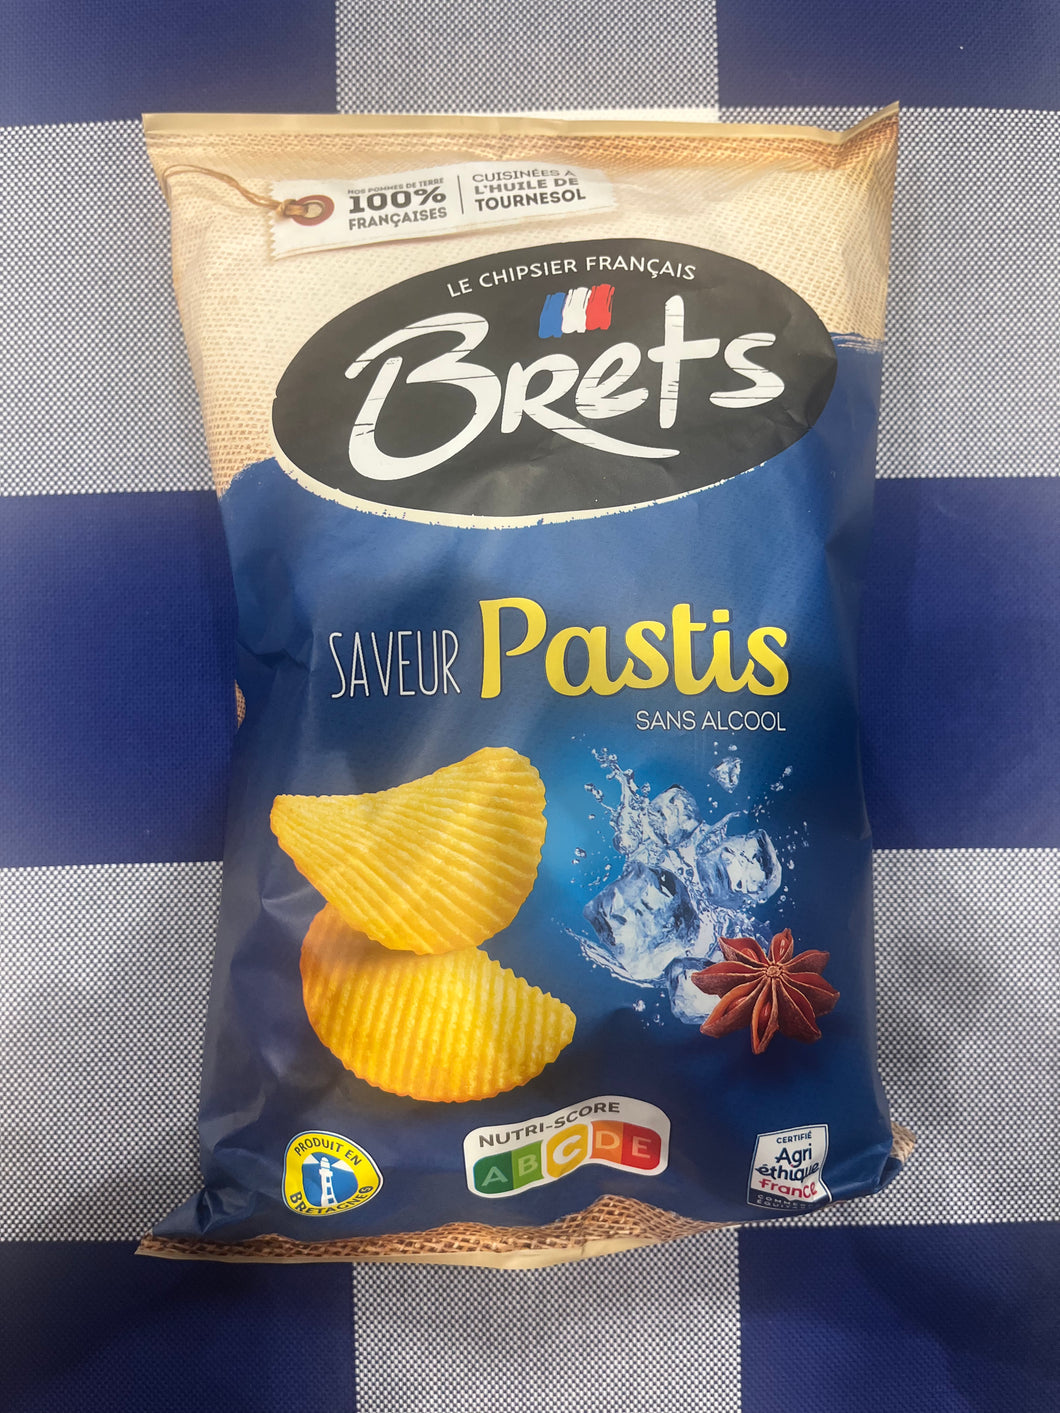 NOS POMMES DE TERRE
100%
FRANÇAISES
CUISINÉES À
L'HUILE DE
TOURNESOL
LE CHIPSIER FRANÇAIS
BRets
SAVEUR Pastis
SANS ALCOOL
PRODUIT EN
BRETAGNE
NUTRI-SCORE
A B C D E
CERTIFIÉ
Agri
éthique
france